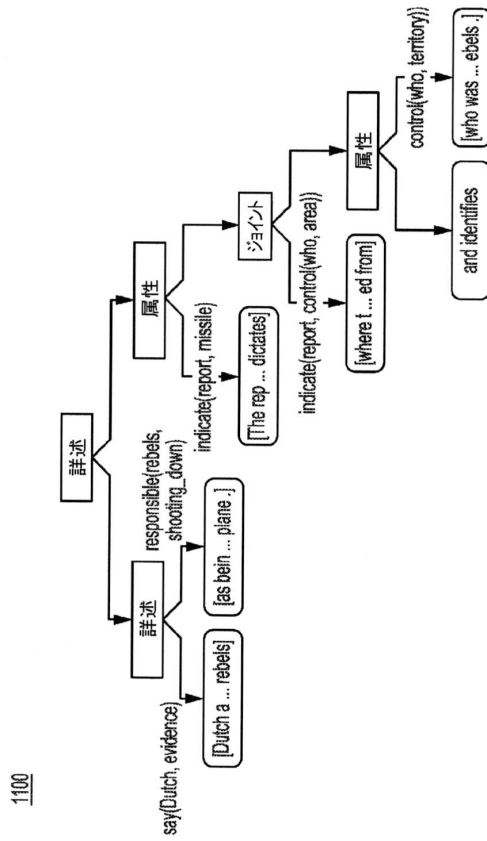 1100
詳述
詳述
属性
say(Dutch, evidence)
responsible(rebels,
shooting_down)
indicate(report, missile)
ジョイント
[Dutch a ... rebels]
[as bein ... plane .]
[The rep ... dictates]
indicate(report, control(who, area))
属性
[where t ... ed from]
control(who, territory))
and identifies
[who was ... ebels .]